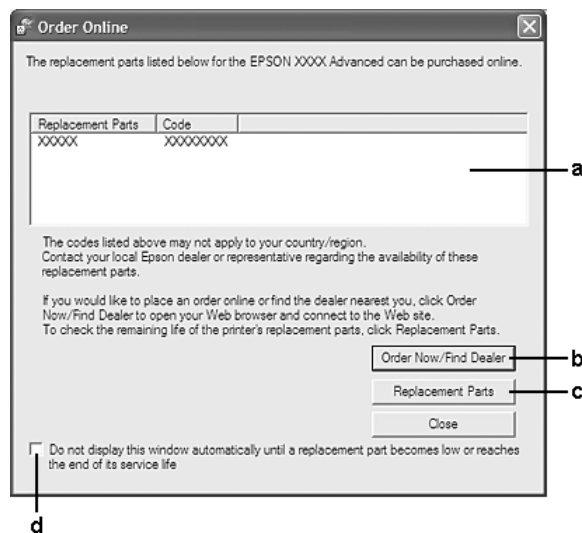 Order Online
The replacement parts listed below for the EPSON XXXX Advanced can be purchased online.
Replacement Parts Code
XXXXX XXXXXXXX
a
The codes listed above may not apply to your country/region.
Contact your local Epson dealer or representative regarding the availability of these
replacement parts.
If you would like to place an order online or find the dealer nearest you, click Order
Now/Find Dealer to open your Web browser and connect to the Web site.
To check the remaining life of the printer's replacement parts, click Replacement Parts.
Order Now/Find Dealer b
Replacement Parts c
Close
Do not display this window automatically until a replacement part becomes low or reaches
the end of its service life
d